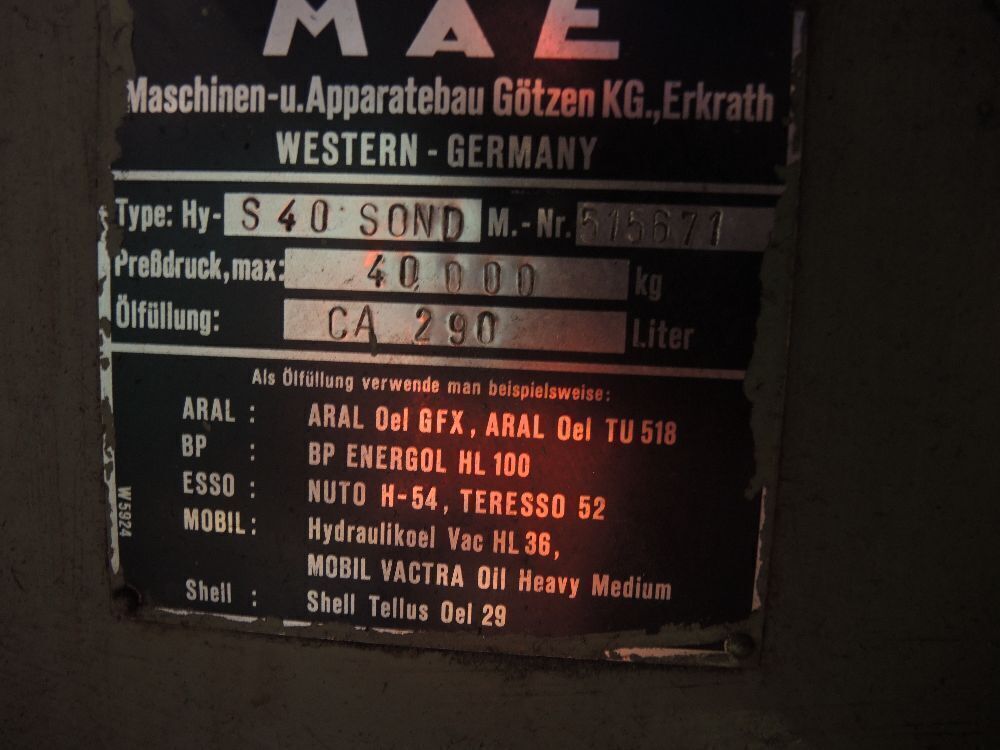 MAE
Maschinen-u.Apparatebau Götzen KG.,Erkrath
WESTERN - GERMANY
Type: Hy- S 40 SOND M.-Nr. 515671
Preßdruck,max: 40 000 kg
Ölfüllung: CA 290 Liter
Als Ölfüllung verwende man beispielsweise:
ARAL : ARAL Oel GFX, ARAL Oel TU 518
BP : BP ENERGOL HL 100
ESSO : NUTO H-54, TERESSO 52
MOBIL: Hydraulikoel Vac HL 36,
MOBIL VACTRA Oil Heavy Medium
Shell : Shell Tellus Oel 29
W5924